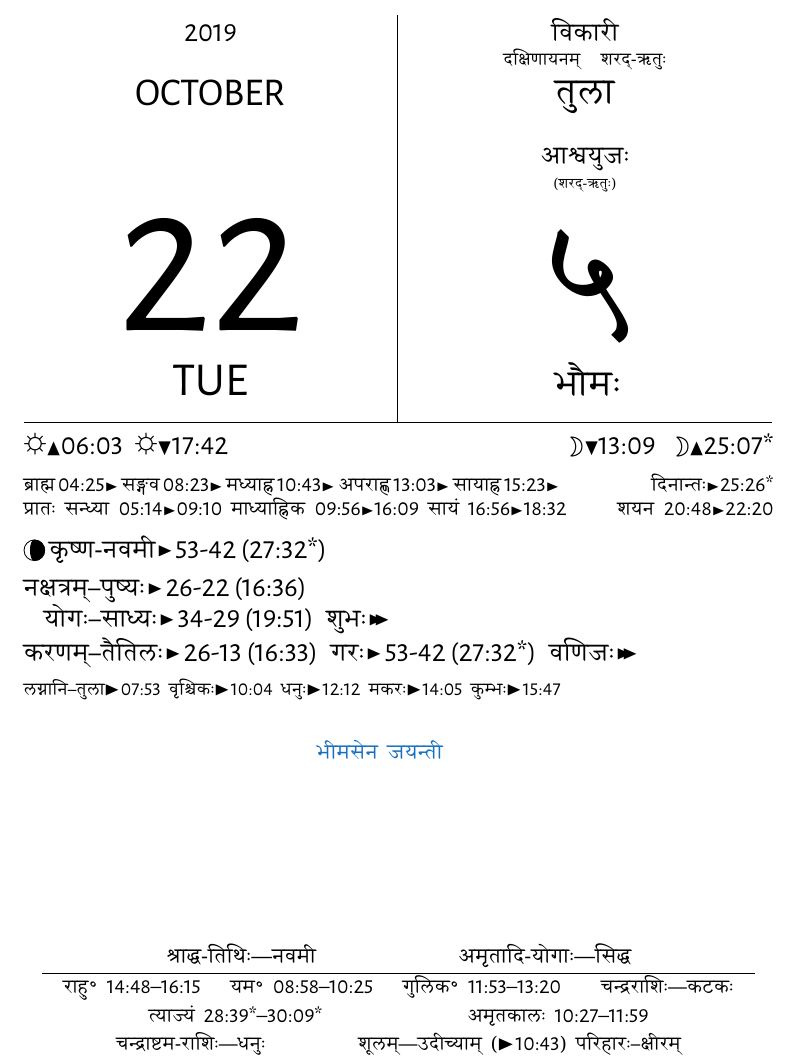 2019
OCTOBER
22
TUE
विकारी
दक्षिणायनम् शरद्-ऋतुः
तुला
आश्वयुजः
(शरद्-ऋतुः)
५
भौमः
▲06:03 ▼17:42 ▼13:09 ▲25:07*
ब्राह्म 04:25► सङ्गव 08:23► मध्याह्न 10:43► अपराह्ण 13:03► सायाह्न 15:23► दिनान्तः►25:26*
प्रातः सन्ध्या 05:14►09:10 माध्याह्निक 09:56►16:09 सायं 16:56►18:32 शयन 20:48►22:20
कृष्ण-नवमी►53-42 (27:32*)
नक्षत्रम्–पुष्यः►26-22 (16:36)
योगः–साध्यः►34-29 (19:51) शुभः►►
करणम्–तैतिलः►26-13 (16:33) गरः►53-42 (27:32*) वणिजः►►
लग्नानि–तुला►07:53 वृश्चिकः►10:04 धनुः►12:12 मकरः►14:05 कुम्भः►15:47
भीमसेन जयन्ती
श्राद्ध-तिथिः—नवमी अमृतादि-योगाः—सिद्ध
राहु॰ 14:48–16:15 यम॰ 08:58–10:25 गुलिक॰ 11:53–13:20 चन्द्रराशिः—कटकः
त्याज्यं 28:39*–30:09* अमृतकालः 10:27–11:59
चन्द्राष्टम-राशिः—धनुः शूलम्—उदीच्याम् (►10:43) परिहारः–क्षीरम्